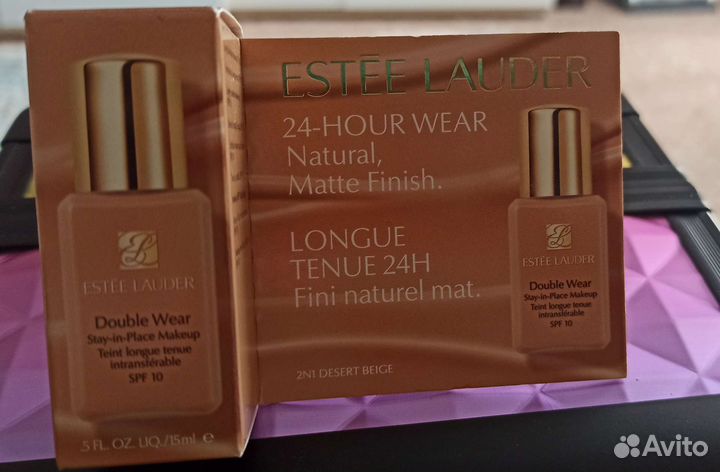 ESTĒE LAUDER
Double Wear
Stay-in-Place Makeup
Teint longue tenue
intransférable
SPF 10
.5 FL. OZ. LIQ./15ml ℮
ESTĒE LAUDER
24-HOUR WEAR
Natural,
Matte Finish.
LONGUE
TENUE 24H
Fini naturel mat.
2N1 DESERT BEIGE
ESTĒE LAUDER
Double Wear
Stay-in-Place Makeup
Teint longue tenue
intransférable
SPF 10
Avito